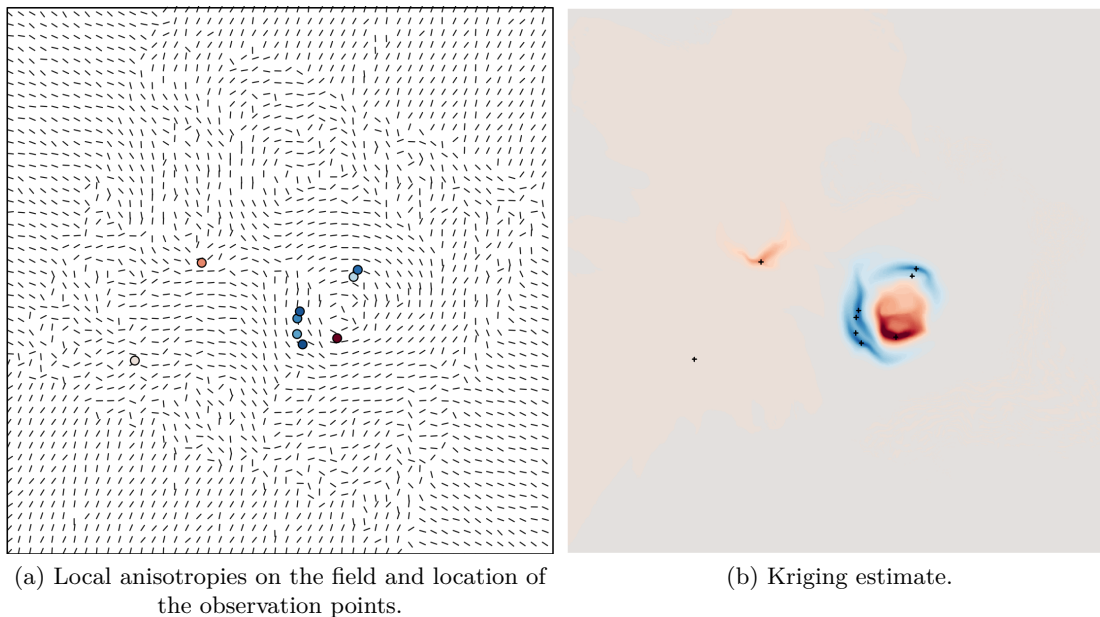 (a) Local anisotropies on the field and location of
the observation points.
(b) Kriging estimate.